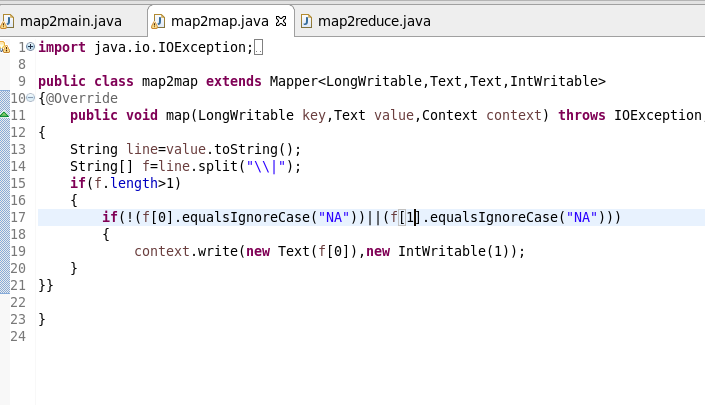 map2main.java map2map.java map2reduce.java
1 import java.io.IOException;
8
9 public class map2map extends Mapper<LongWritable,Text,Text,IntWritable>
10 {@Override
11     public void map(LongWritable key,Text value,Context context) throws IOException,
12 {
13     String line=value.toString();
14     String[] f=line.split("\\|");
15     if(f.length>1)
16     {
17         if(!(f[0].equalsIgnoreCase("NA"))||(f[1].equalsIgnoreCase("NA")))
18         {
19             context.write(new Text(f[0]),new IntWritable(1));
20     }
21 }}
22
23 }
24